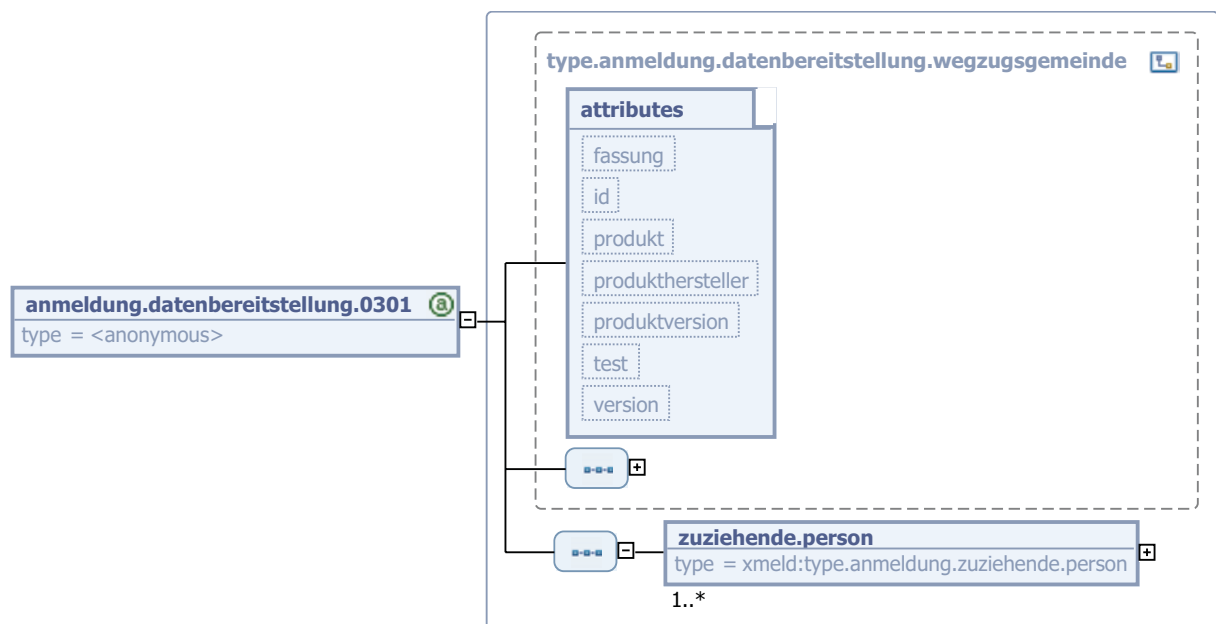 type.anmeldung.datenbereitstellung.wegzugsgemeinde
attributes
fassung
id
produkt
produkthersteller
produktversion
test
version
anmeldung.datenbereitstellung.0301 a
type = <anonymous>
zuziehende.person
type = xmeld:type.anmeldung.zuziehende.person
1..*